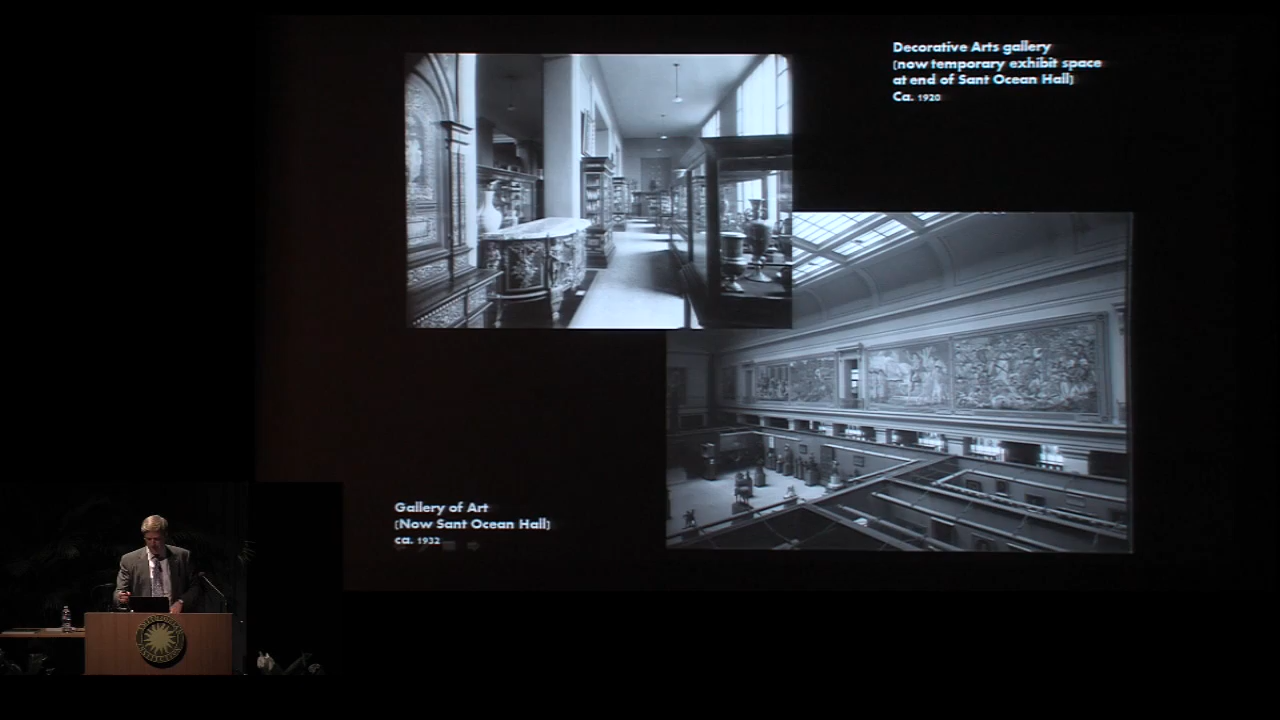 Decorative Arts gallery
(now temporary exhibit space
at end of Sant Ocean Hall)
Ca. 1920
Gallery of Art
(Now Sant Ocean Hall)
ca. 1932